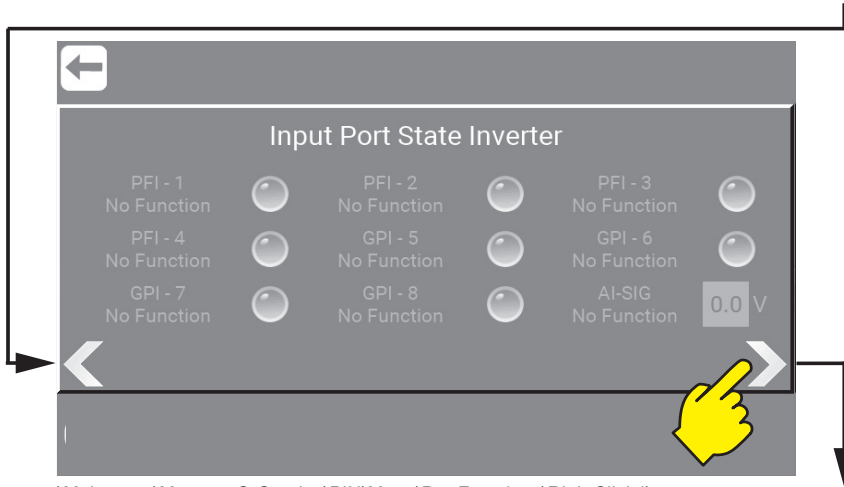 Input Port State Inverter
PFI - 1 PFI - 2 PFI - 3
No Function No Function No Function
PFI - 4 GPI - 5 GPI - 6
No Function No Function No Function
GPI - 7 GPI - 8 AI-SIG
No Function No Function No Function 0.0 V